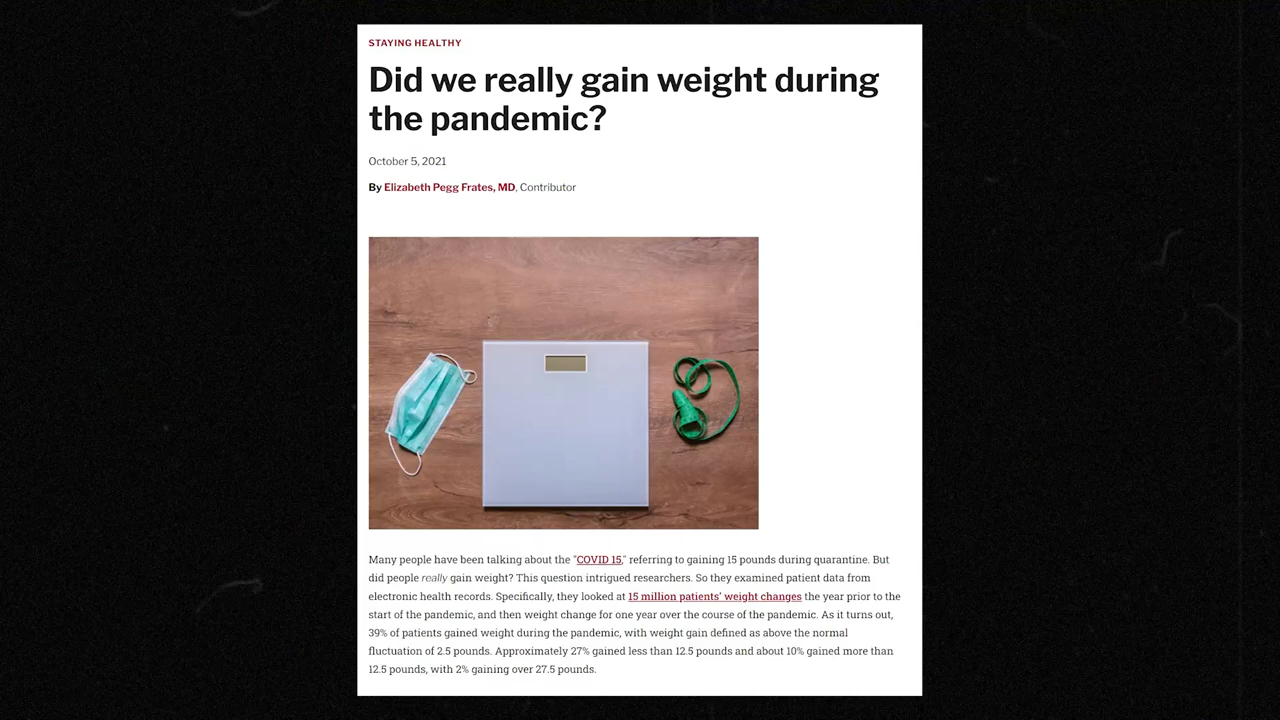 STAYING HEALTHY
Did we really gain weight during
the pandemic?
October 5, 2021
By Elizabeth Pegg Frates, MD, Contributor
Many people have been talking about the "COVID 15," referring to gaining 15 pounds during quarantine. But
did people really gain weight? This question intrigued researchers. So they examined patient data from
electronic health records. Specifically, they looked at 15 million patients' weight changes the year prior to the
start of the pandemic, and then weight change for one year over the course of the pandemic. As it turns out,
39% of patients gained weight during the pandemic, with weight gain defined as above the normal
fluctuation of 2.5 pounds. Approximately 27% gained less than 12.5 pounds and about 10% gained more than
12.5 pounds, with 2% gaining over 27.5 pounds.